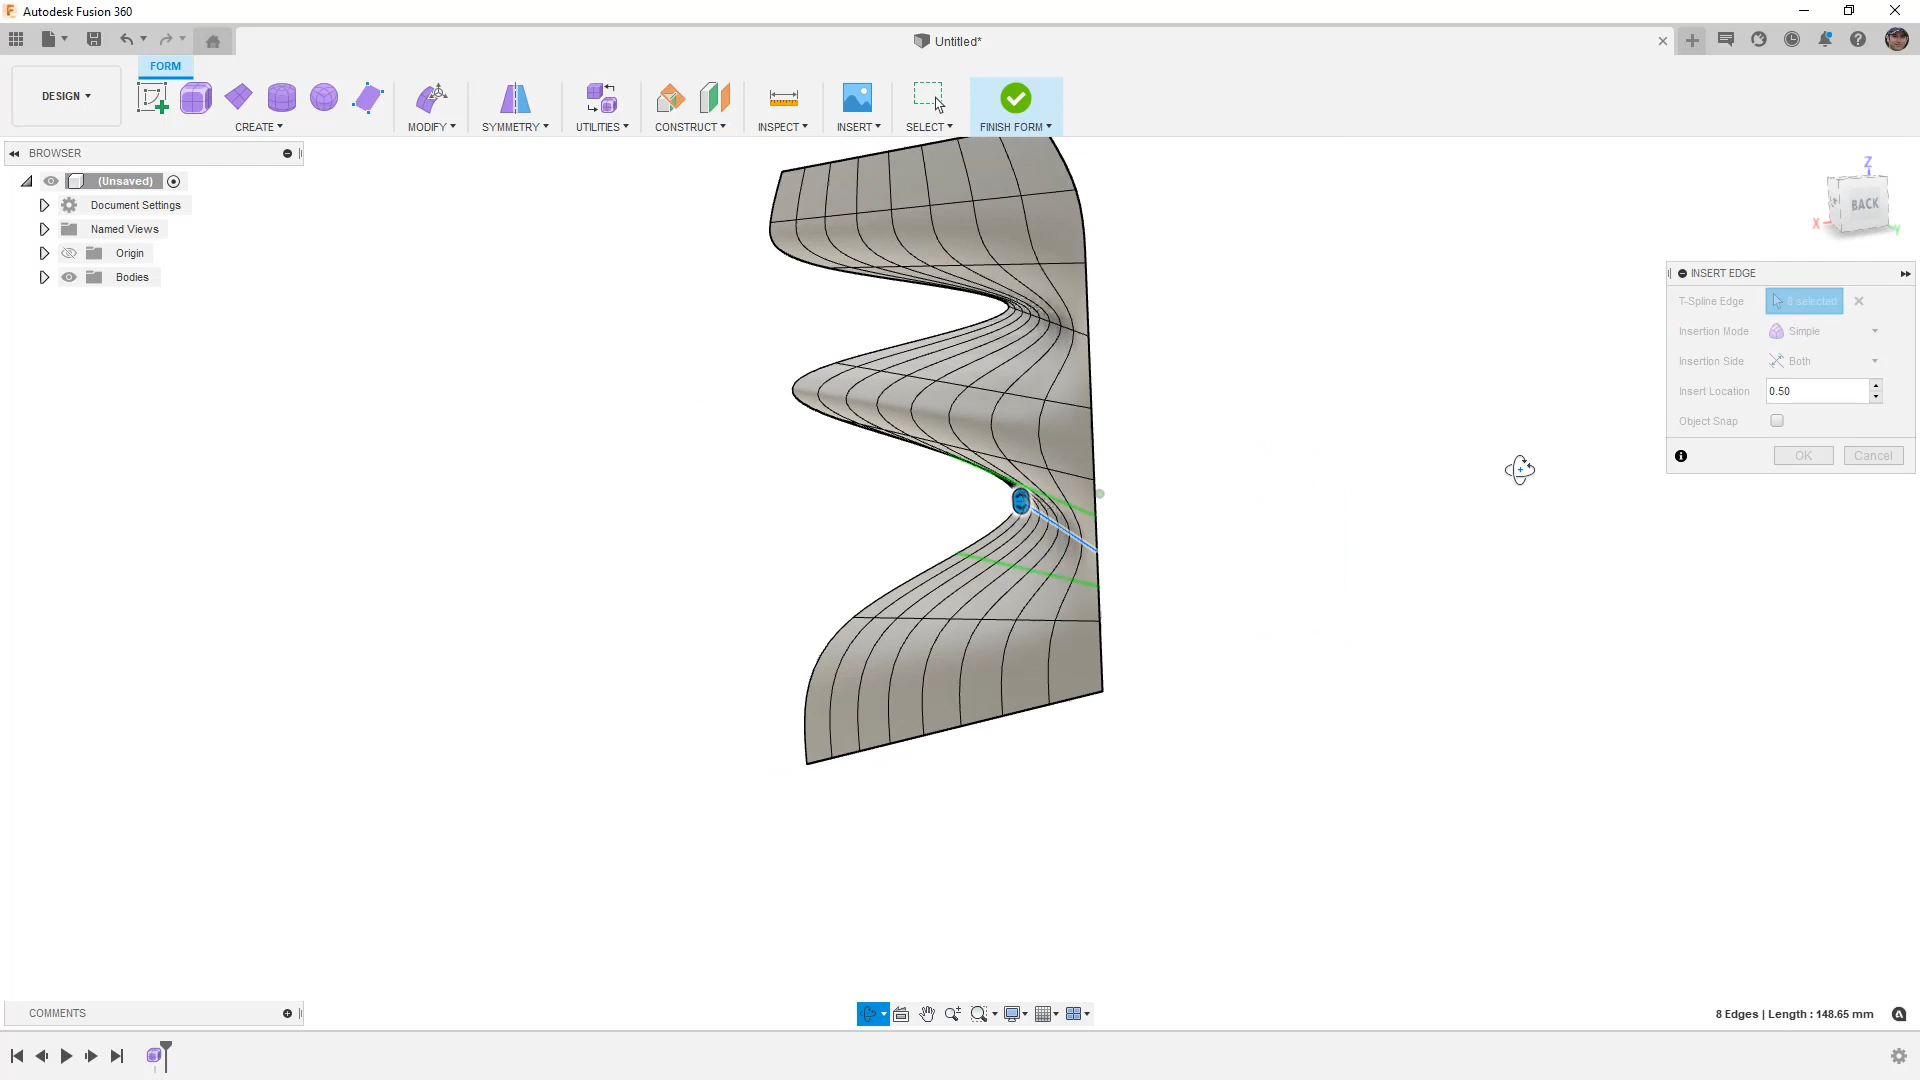 Autodesk Fusion 360
Untitled*
FORM
DESIGN
CREATE
MODIFY
SYMMETRY
UTILITIES
CONSTRUCT
INSPECT
INSERT
SELECT
FINISH FORM
BROWSER
(Unsaved)
Document Settings
Named Views
Origin
Bodies
Z
BACK
X
Y
INSERT EDGE
T-Spline Edge
8 selected
Insertion Mode
Simple
Insertion Side
Both
Insert Location
0.50
Object Snap
OK
Cancel
COMMENTS
8 Edges | Length : 148.65 mm